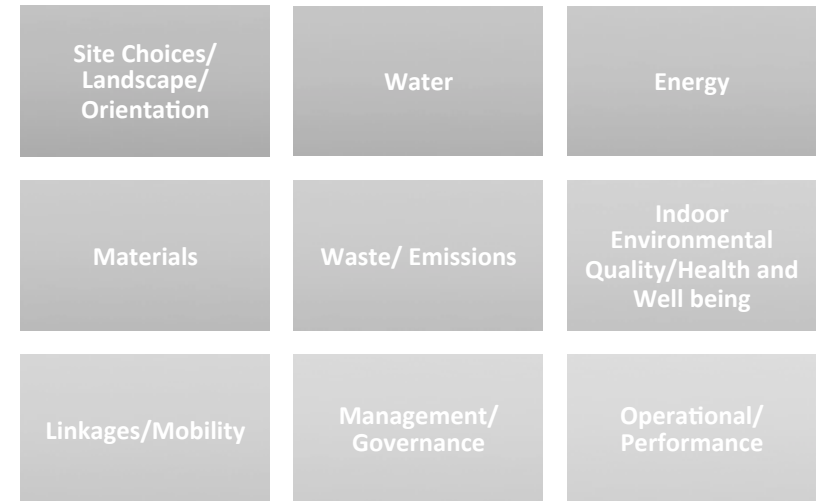 Site Choices/
Landscape/
Orientation
Water
Energy
Materials
Waste/ Emissions
Indoor
Environmental
Quality/Health and
Well being
Linkages/Mobility
Management/
Governance
Operational/
Performance